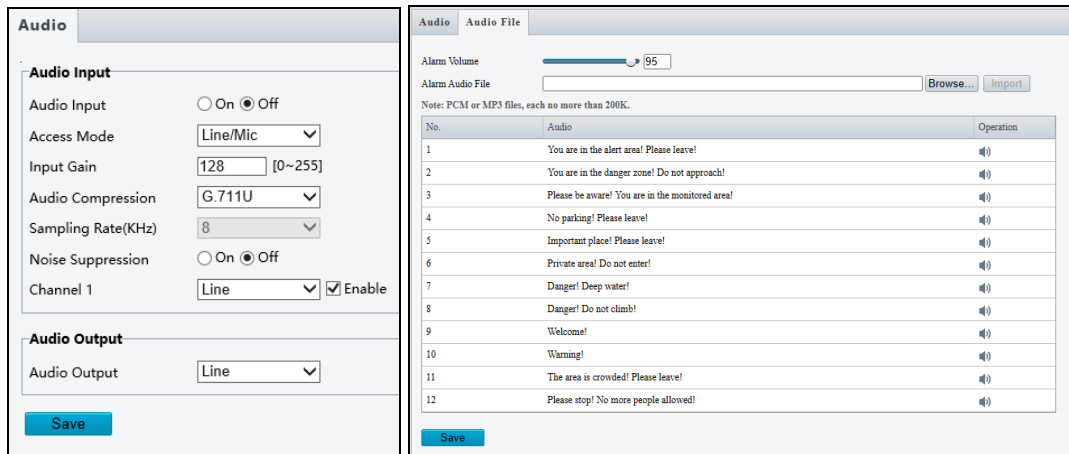 Audio
Audio Input
Audio Input On Off
Access Mode Line/Mic
Input Gain 128 [0~255]
Audio Compression G.711U
Sampling Rate(KHz) 8
Noise Suppression On Off
Channel 1 Line Enable
Audio Output
Audio Output Line
Save
Audio Audio File
Alarm Volume 95
Alarm Audio File Browse... Import
Note: PCM or MP3 files, each no more than 200K.
No. Audio Operation
1 You are in the alert area! Please leave!
2 You are in the danger zone! Do not approach!
3 Please be aware! You are in the monitored area!
4 No parking! Please leave!
5 Important place! Please leave!
6 Private area! Do not enter!
7 Danger! Deep water!
8 Danger! Do not climb!
9 Welcome!
10 Warning!
11 The area is crowded! Please leave!
12 Please stop! No more people allowed!
Save